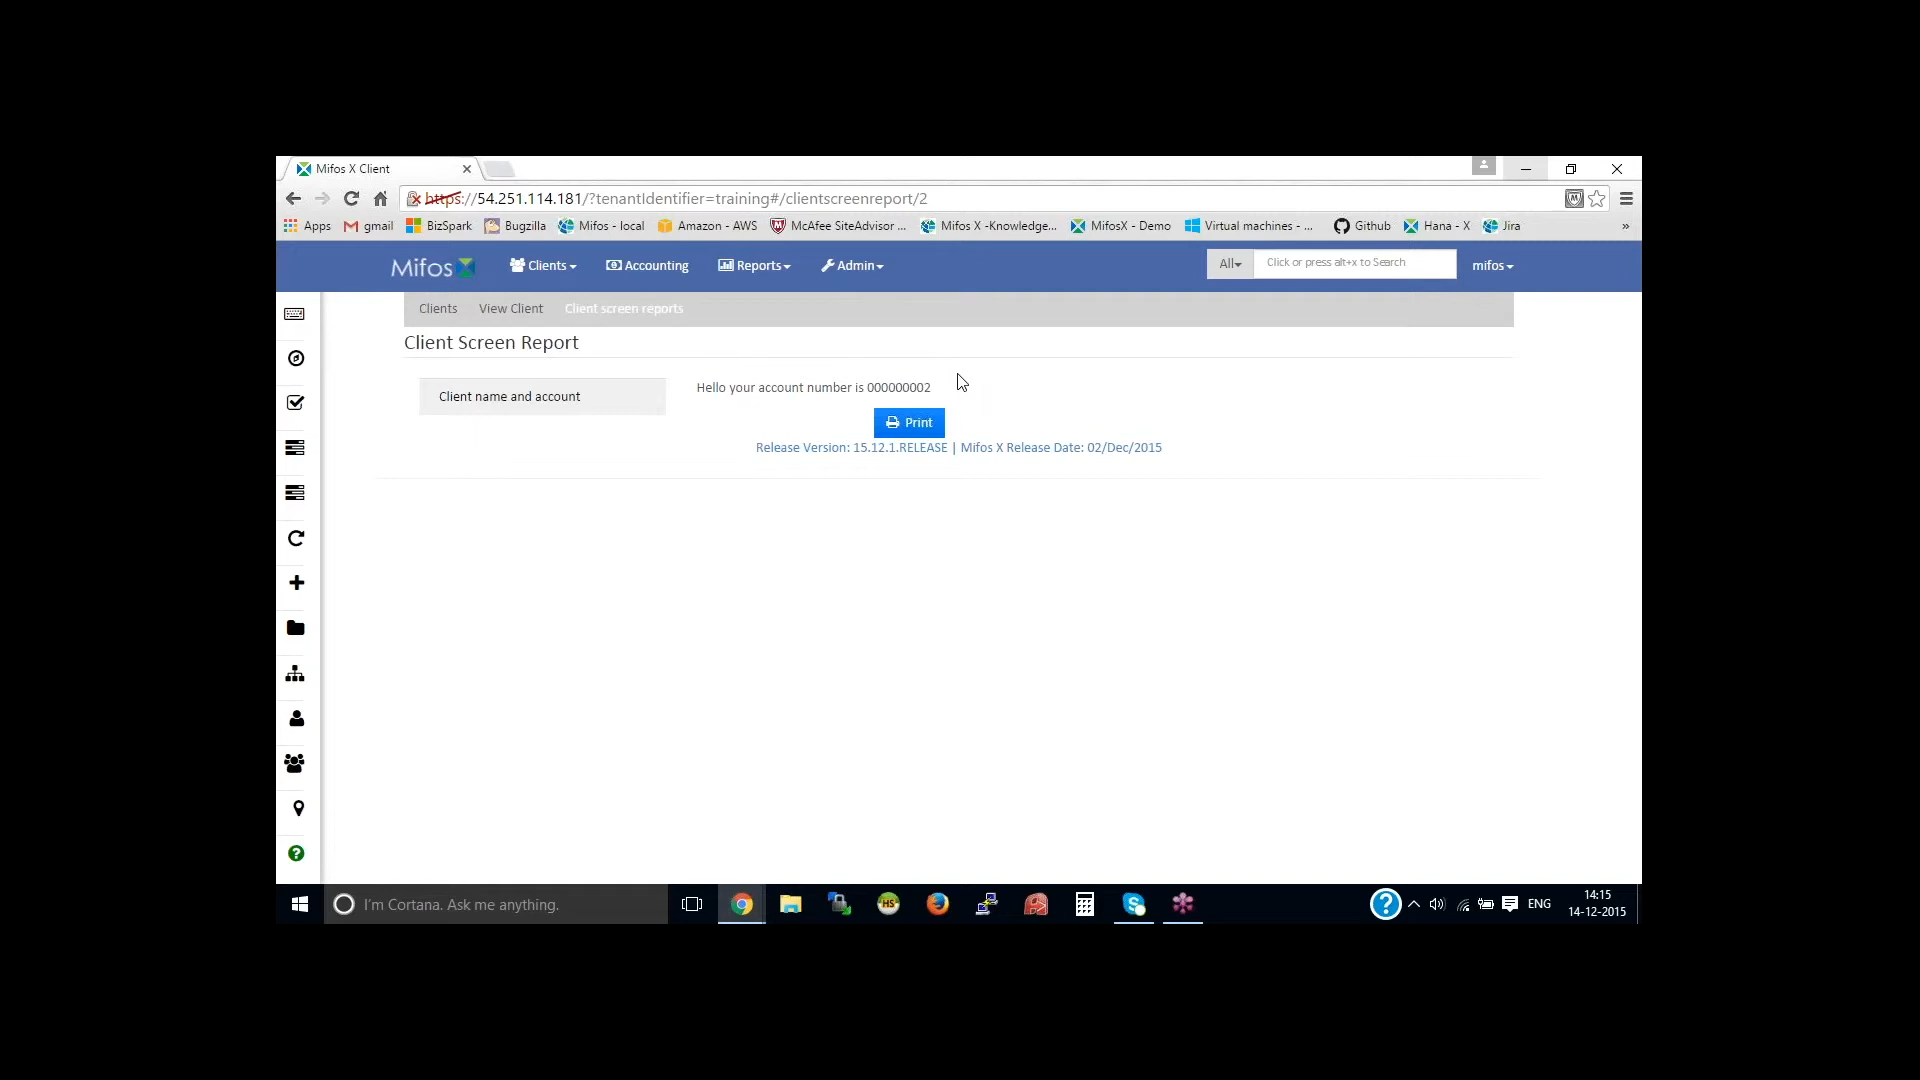 Mifos X Client
https://54.251.114.181/?tenantIdentifier=training#/clientscreenreport/2
Apps gmail BizSpark Bugzilla Mifos - local Amazon - AWS McAfee SiteAdvisor ... Mifos X -Knowledge... MifosX - Demo Virtual machines - ... Github Hana - X Jira »
Mifos Clients Accounting Reports Admin All Click or press alt+x to Search mifos
Clients View Client Client screen reports
Client Screen Report
Client name and account
Hello your account number is 000000002
Print
Release Version: 15.12.1.RELEASE | Mifos X Release Date: 02/Dec/2015
I'm Cortana. Ask me anything.
HS
ENG
14:15
14-12-2015